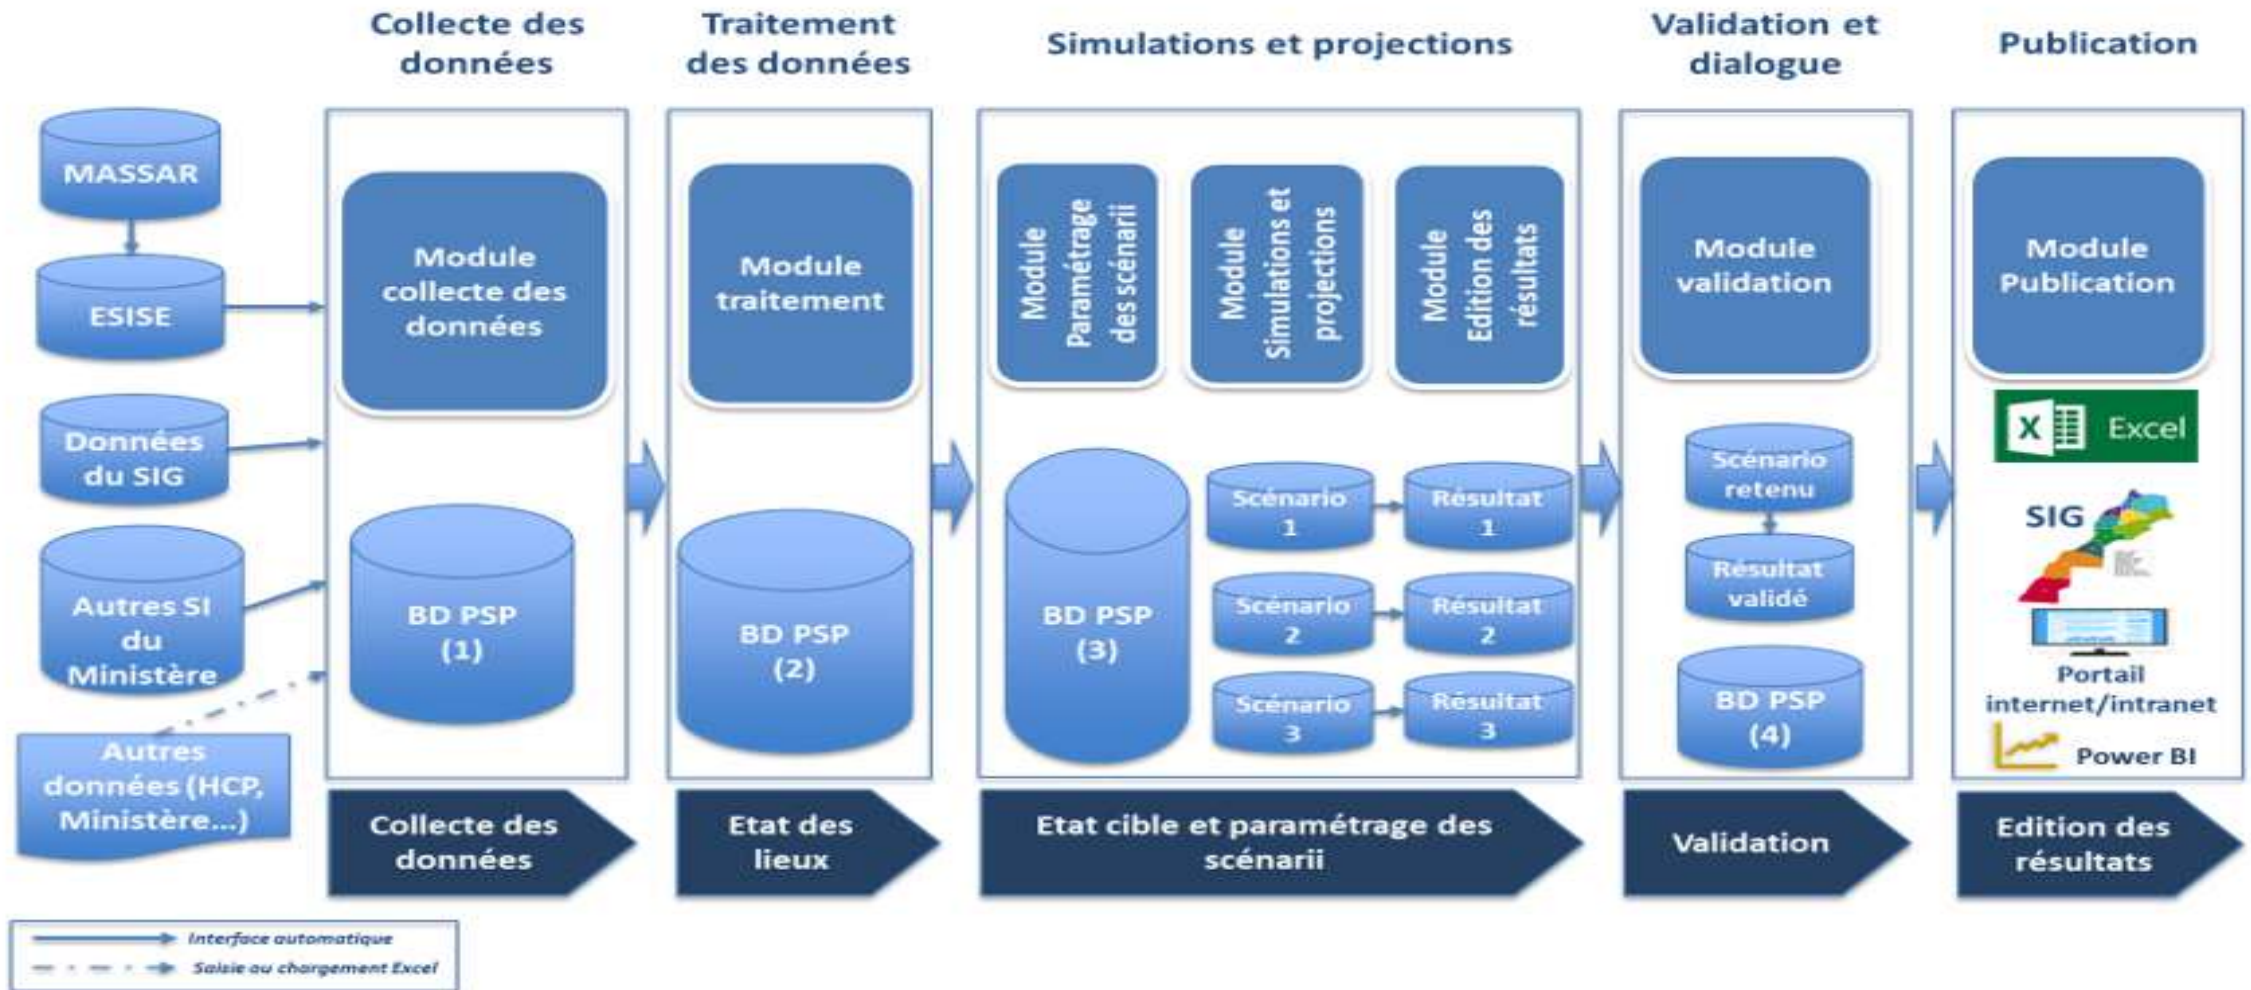 Collecte des
données
Traitement
des données
Simulations et projections
Validation et
dialogue
Publication
MASSAR
ESISE
Données
du SIG
Autres SI
du
Ministère
Autres
données (HCP,
Ministère...)
Module
collecte des
données
BD PSP
(1)
Module
traitement
BD PSP
(2)
Module
Paramétrage
des scénarii
Module
Simulations et
projections
Module
Edition des
résultats
BD PSP
(3)
Scénario
1
Résultat
1
Scénario
2
Résultat
2
Scénario
3
Résultat
3
Module
validation
Scénario
retenu
Résultat
validé
BD PSP
(4)
Module
Publication
X Excel
SIG
Portail
internet/intranet
Power BI
Collecte des
données
Etat des
lieux
Etat cible et paramétrage des
scénarii
Validation
Edition des
résultats
Interface automatique
Saisie ou chargement Excel